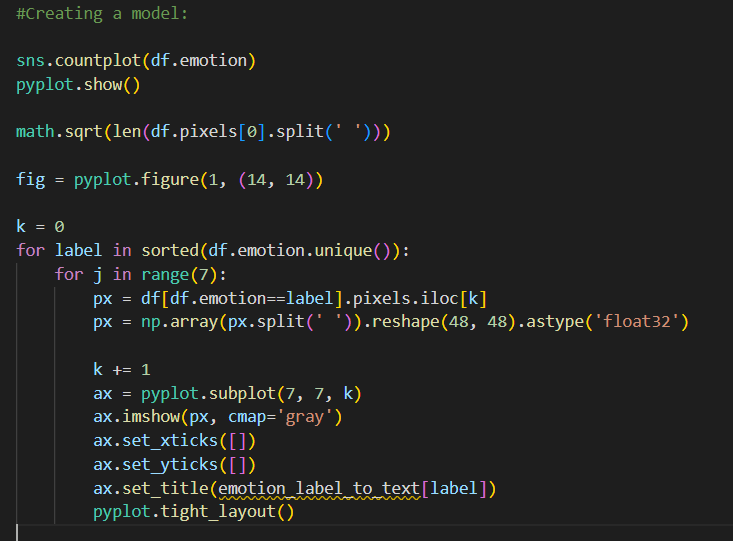 #Creating a model:
sns.countplot(df.emotion)
pyplot.show()
math.sqrt(len(df.pixels[0].split(' ')))
fig = pyplot.figure(1, (14, 14))
k = 0
for label in sorted(df.emotion.unique()):
    for j in range(7):
        px = df[df.emotion==label].pixels.iloc[k]
        px = np.array(px.split(' ')).reshape(48, 48).astype('float32')
        k += 1
        ax = pyplot.subplot(7, 7, k)
        ax.imshow(px, cmap='gray')
        ax.set_xticks([])
        ax.set_yticks([])
        ax.set_title(emotion_label_to_text[label])
        pyplot.tight_layout()